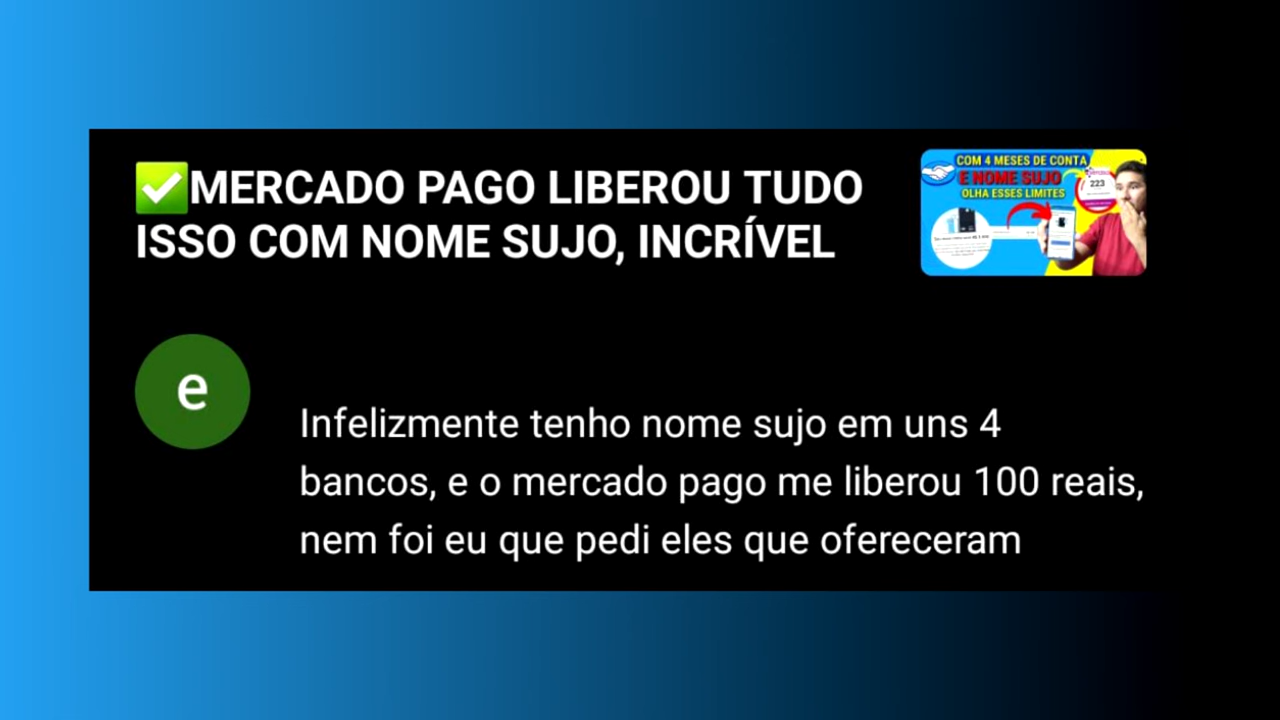 ✅MERCADO PAGO LIBEROU TUDO
ISSO COM NOME SUJO, INCRÍVEL
COM 4 MESES DE CONTA
E NOME SUJO
OLHA ESSES LIMITES
223
e
Infelizmente tenho nome sujo em uns 4
bancos, e o mercado pago me liberou 100 reais,
nem foi eu que pedi eles que ofereceram